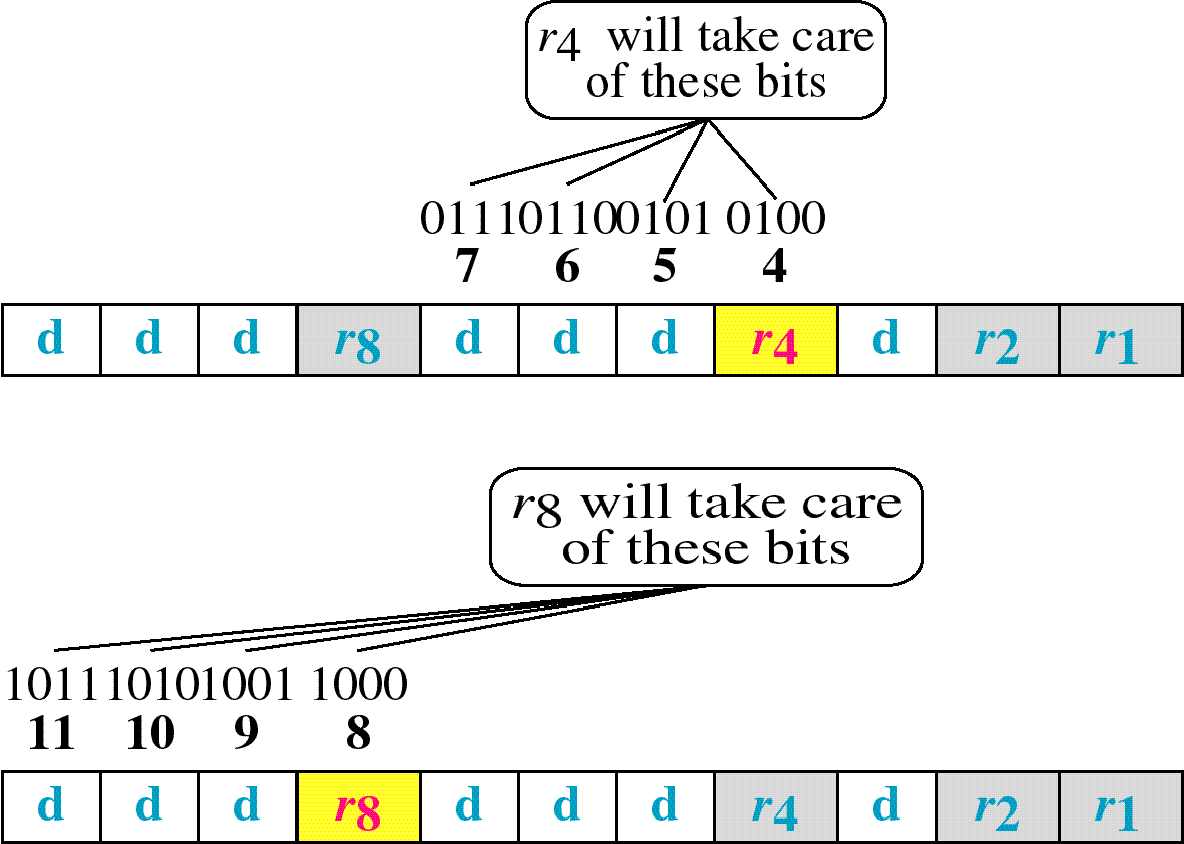 r4 will take care
of these bits
0111 0110 0101 0100
7 6 5 4
d d d r8 d d d r4 d r2 r1
r8 will take care
of these bits
1011 1010 1001 1000
11 10 9 8
d d d r8 d d d r4 d r2 r1